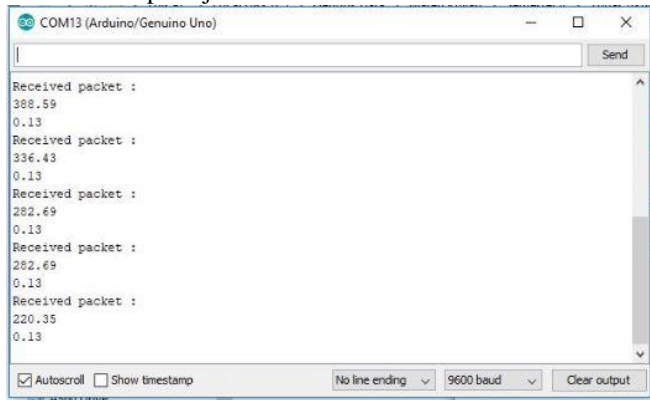 COM13 (Arduino/Genuino Uno)
Send
Received packet :
388.59
0.13
Received packet :
336.43
0.13
Received packet :
282.69
0.13
Received packet :
282.69
0.13
Received packet :
220.35
0.13
Autoscroll Show timestamp No line ending 9600 baud Clear output